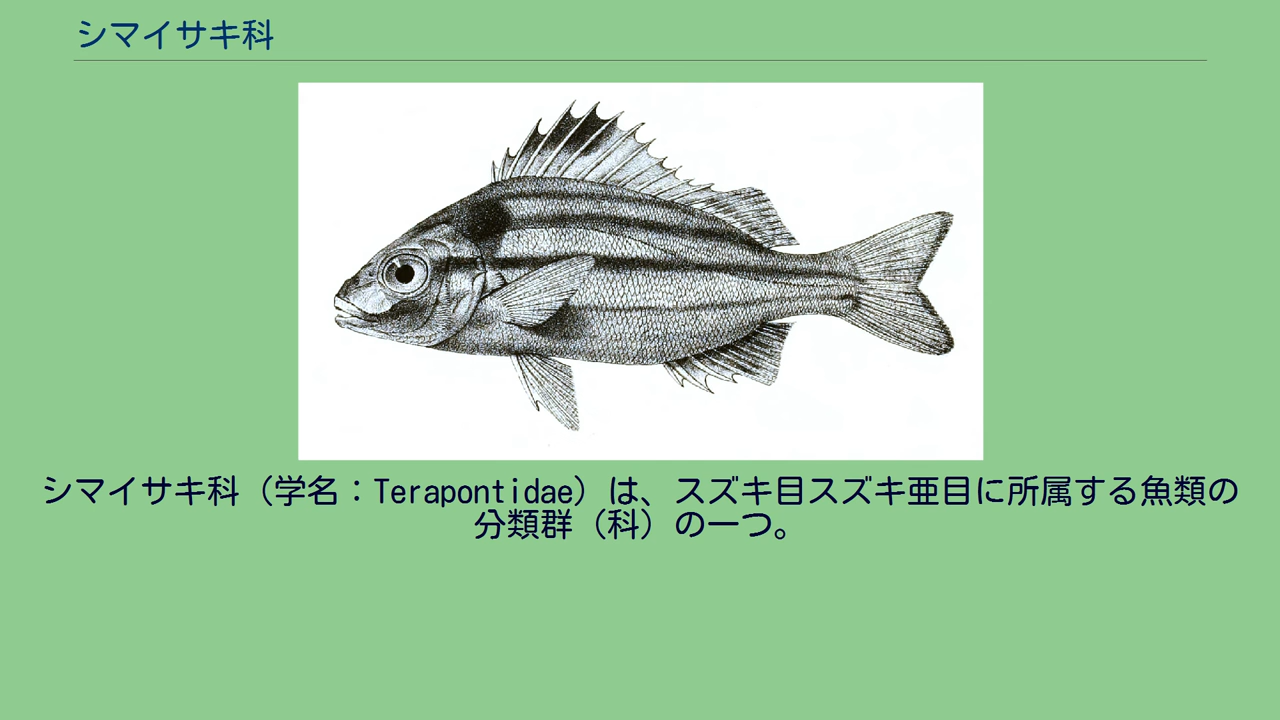 シマイサキ科
シマイサキ科（学名：Terapontidae）は、スズキ目スズキ亜目に所属する魚類の
分類群（科）の一つ。